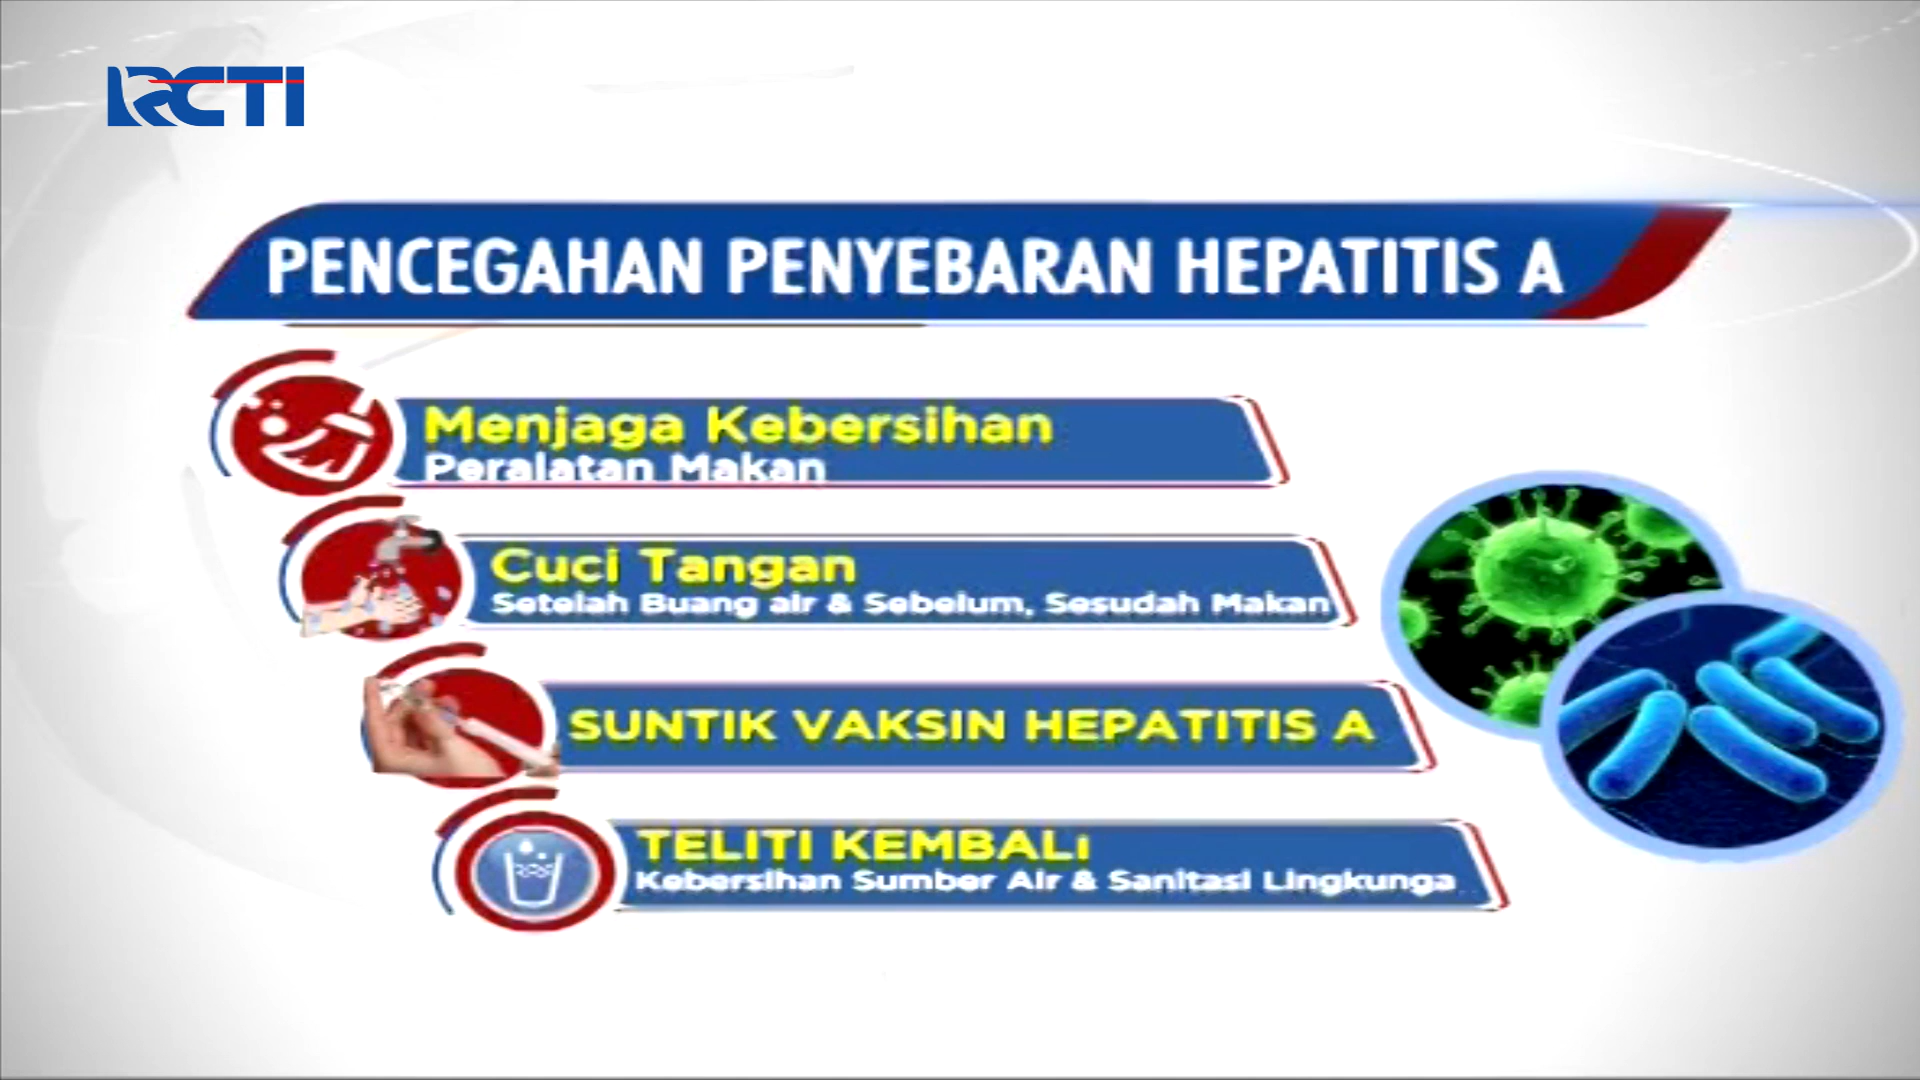 RCTI
PENCEGAHAN PENYEBARAN HEPATITIS A
Menjaga Kebersihan
Peralatan Makan
Cuci Tangan
Setelah Buang air & Sebelum, Sesudah Makan
SUNTIK VAKSIN HEPATITIS A
TELITI KEMBALi
Kebersihan Sumber Air & Sanitasi Lingkunga